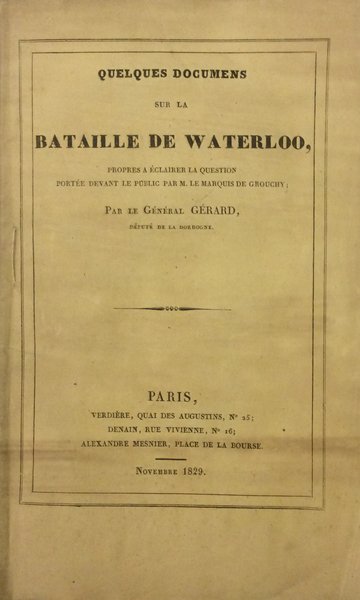 QUELQUES DOCUMENS
SUR LA
BATAILLE DE WATERLOO,
PROPRES A ÉCLAIRER LA QUESTION
PORTÉE DEVANT LE PUBLIC PAR M. LE MARQUIS DE GROUCHY;
PAR LE GÉNÉRAL GÉRARD,
DÉPUTÉ DE LA DORDOGNE.
PARIS,
VERDIÈRE, QUAI DES AUGUSTINS, N° 25;
DENAIN, RUE VIVIENNE, N° 16;
ALEXANDRE MESNIER, PLACE DE LA BOURSE.
NOVEMBRE 1829.